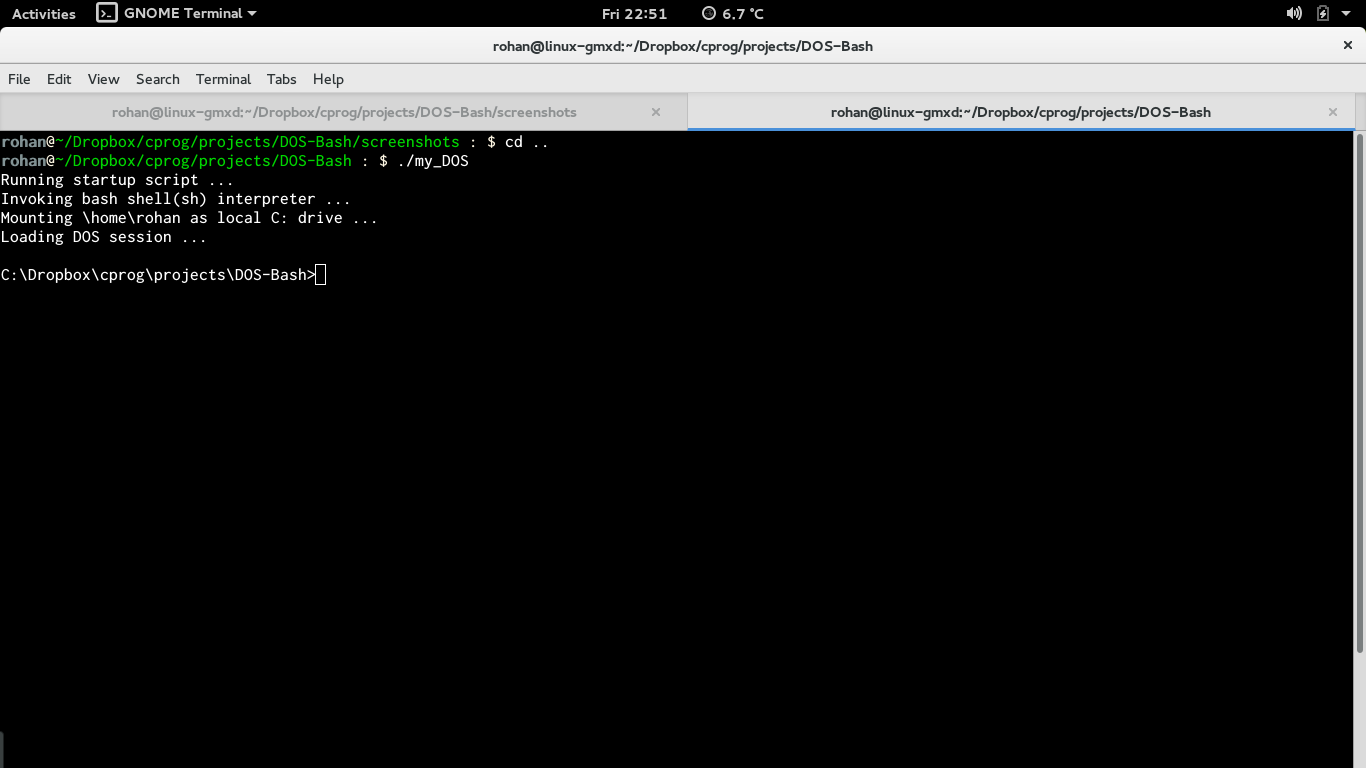 Activities GNOME Terminal Fri 22:51 6.7 °C
rohan@linux-gmxd:~/Dropbox/cprog/projects/DOS-Bash
File Edit View Search Terminal Tabs Help
rohan@linux-gmxd:~/Dropbox/cprog/projects/DOS-Bash/screenshots rohan@linux-gmxd:~/Dropbox/cprog/projects/DOS-Bash
rohan@~/Dropbox/cprog/projects/DOS-Bash/screenshots : $ cd ..
rohan@~/Dropbox/cprog/projects/DOS-Bash : $ ./my_DOS
Running startup script ...
Invoking bash shell(sh) interpreter ...
Mounting \home\rohan as local C: drive ...
Loading DOS session ...
C:\Dropbox\cprog\projects\DOS-Bash>